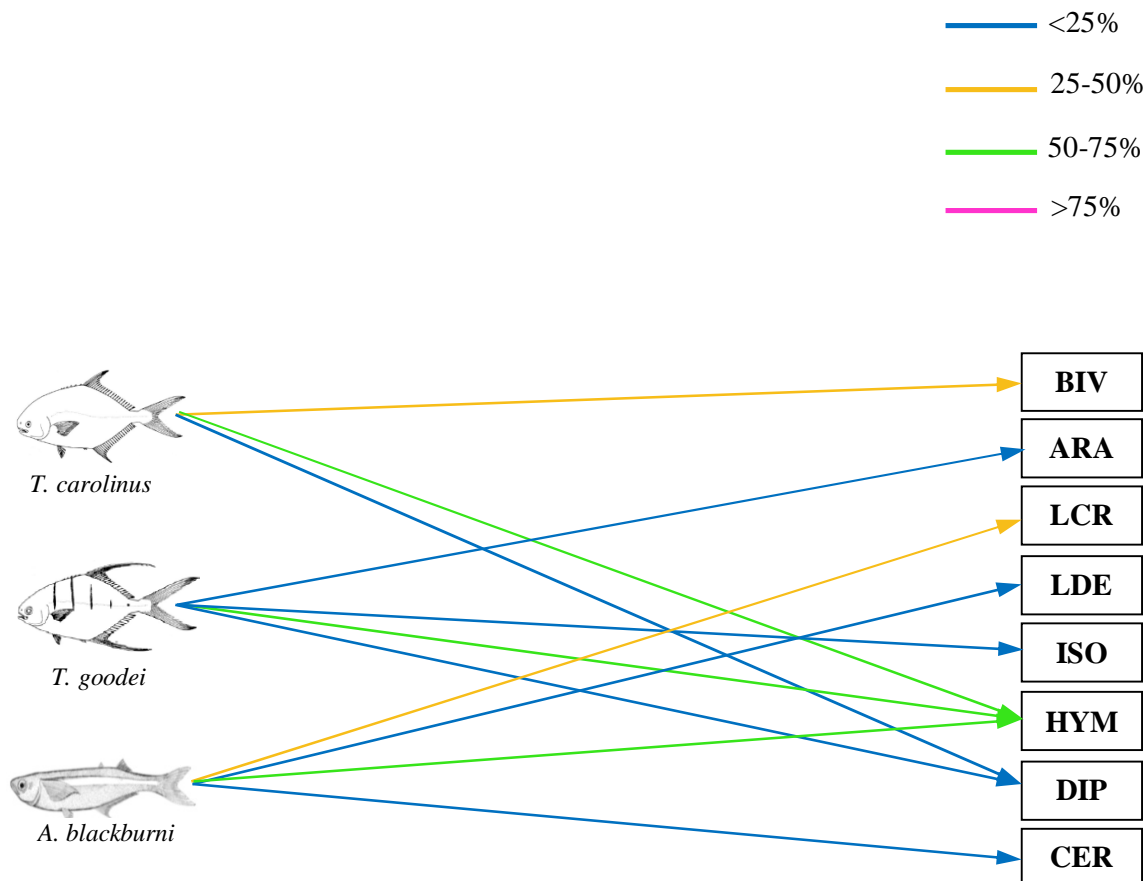 <25%
25-50%
50-75%
>75%
BIV
T. carolinus
ARA
LCR
LDE
T. goodei
ISO
HYM
DIP
A. blackburni
CER